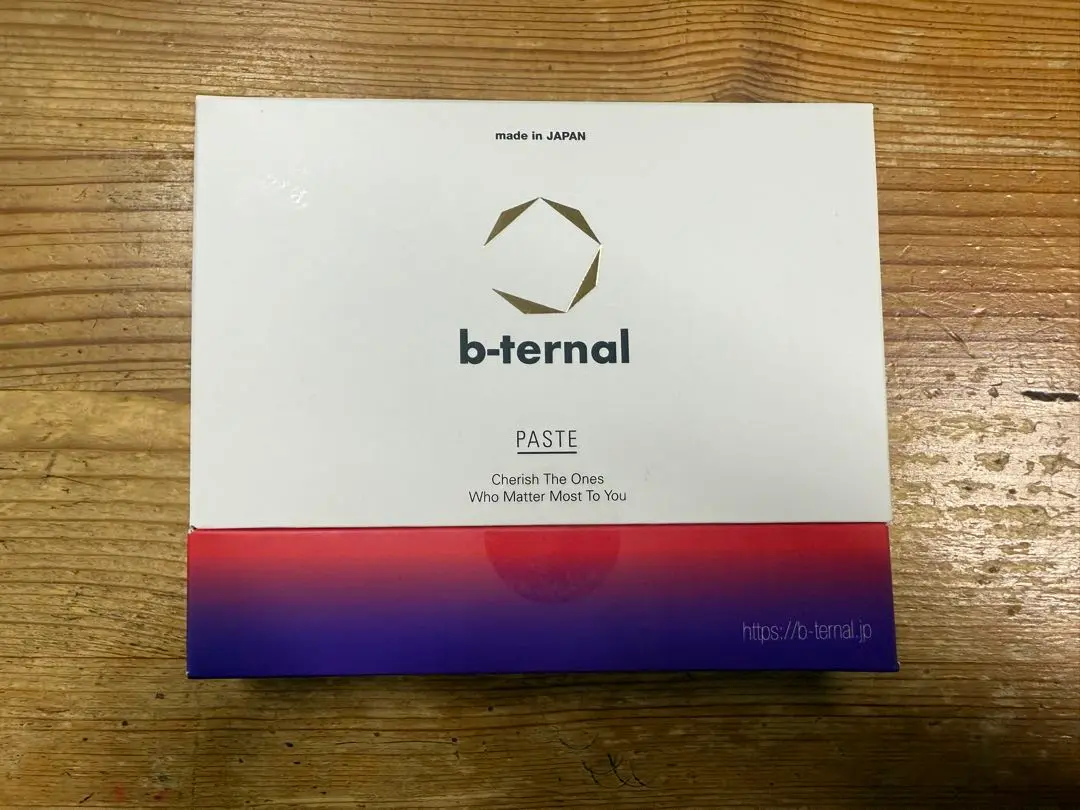 made in JAPAN
b-ternal
PASTE
Cherish The Ones
Who Matter Most To You
https://b-ternal.jp